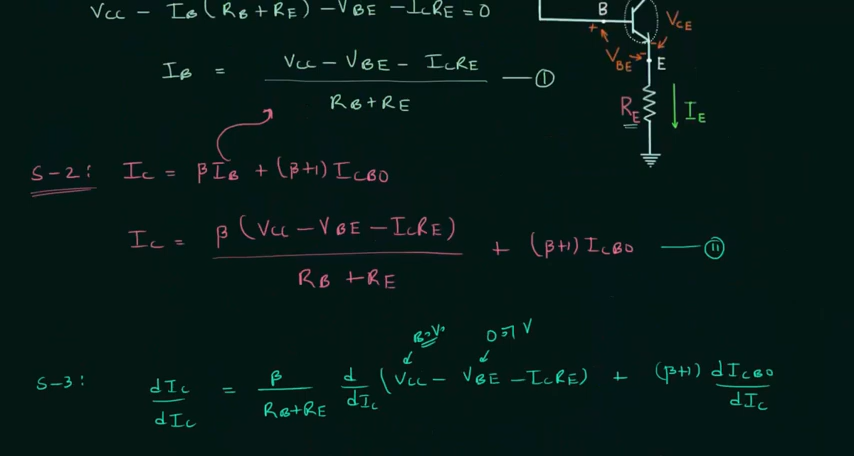 VCC - IB (RB+RE) - VBE - ICRE = 0
B
VCE
+
-
IB = (VCC - VBE - ICRE) / (RB+RE) — ①
VBE
-
E
RE
IE
S-2: IC = βIB + (β+1) ICBO
IC = β (VCC - VBE - ICRE) / (RB+RE) + (β+1) ICBO — ⑪
0.7 V
S-3: dIC/dIC = β/(RB+RE) d/dIC (VCC - VBE - ICRE) + (β+1) dICBO/dIC